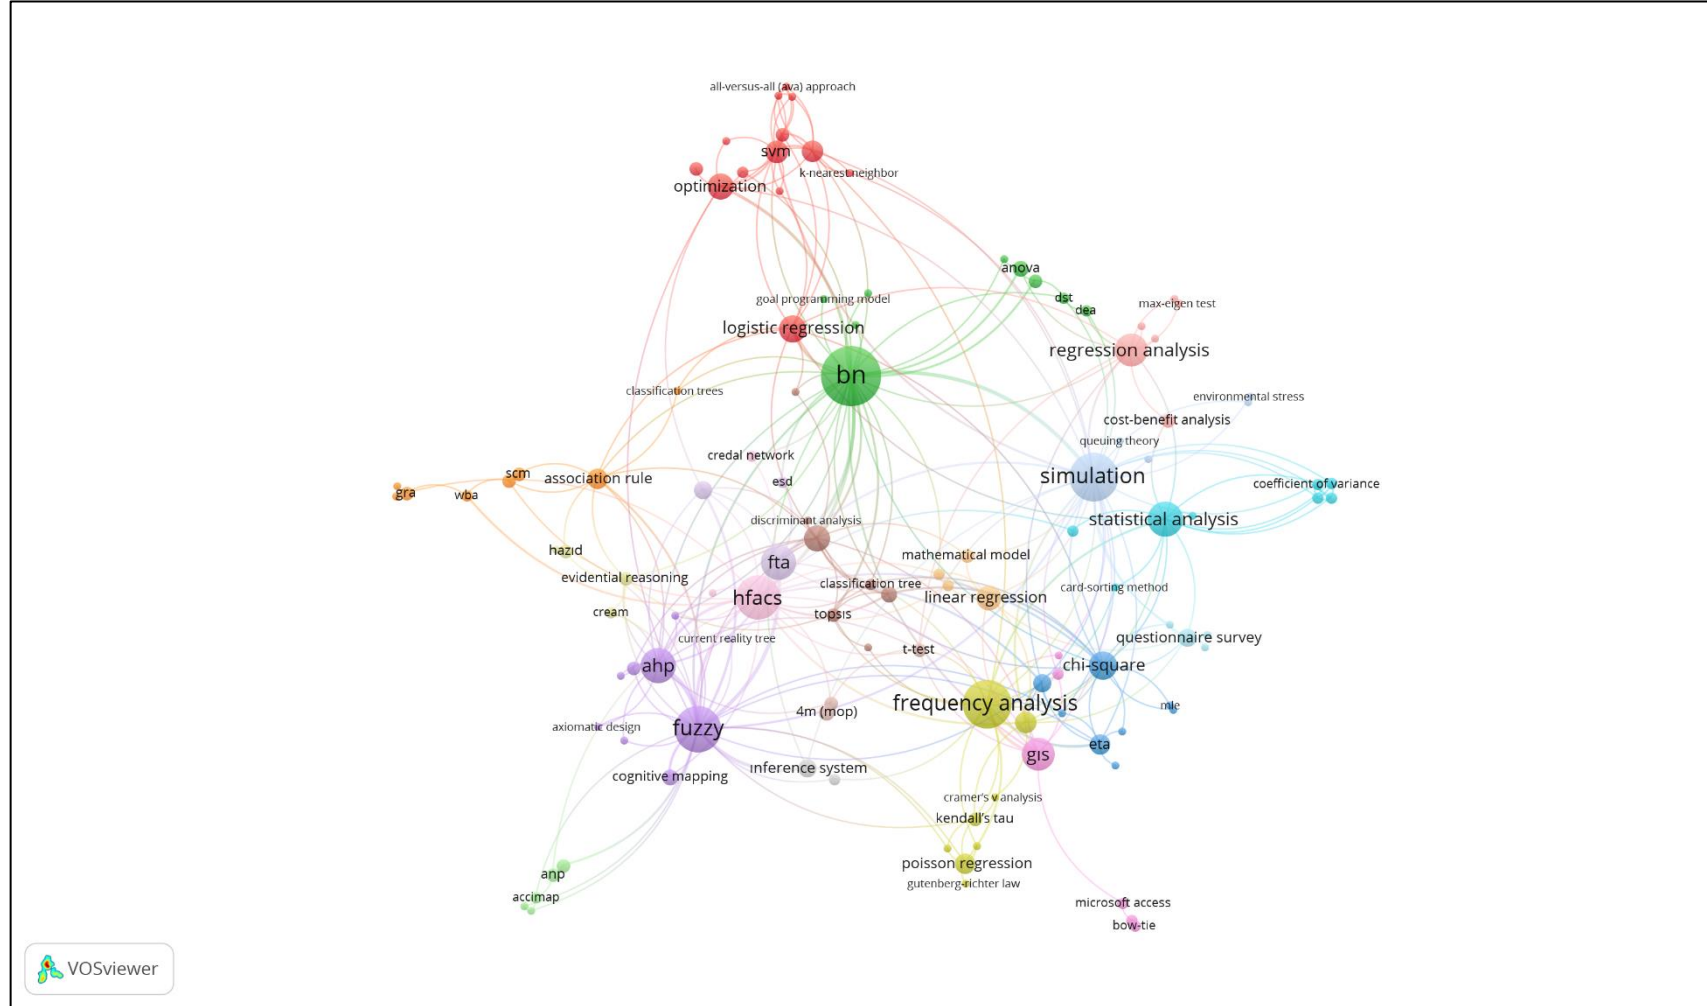 all-versus-all (ava) approach
svm
k-nearest neighbor
optimization
anova
dst
dea
goal programming model
max-eigen test
logistic regression
regression analysis
bn
classification trees
environmental stress
cost-benefit analysis
queuing theory
credal network
simulation
scm
association rule
esd
coefficient of variance
gra
wba
discriminant analysis
statistical analysis
hazıd
mathematical model
fta
evidential reasoning
classification tree
card-sorting method
hfacs
linear regression
cream
topsıs
current reality tree
questionnaire survey
t-test
ahp
chi-square
frequency analysis
mle
4m (mop)
axiomatic design
fuzzy
eta
gıs
cognitive mapping
ınference system
cramer's v analysis
kendall's tau
poisson regression
anp
gutenberg-richter law
accimap
microsoft access
bow-tie
VOSviewer